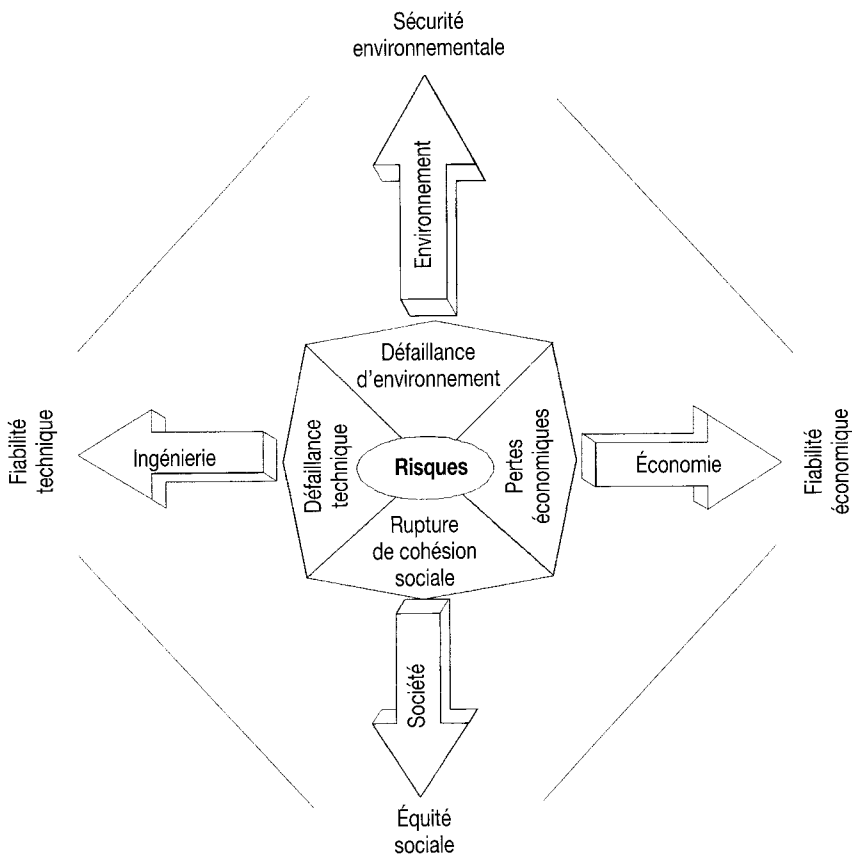 Sécurité
environnementale
Environnement
Défaillance
d'environnement
Fiabilité
technique
Ingénierie
Défaillance
technique
Risques
Pertes
économiques
Économie
Fiabilité
économique
Rupture
de cohésion
sociale
Société
Équité
sociale